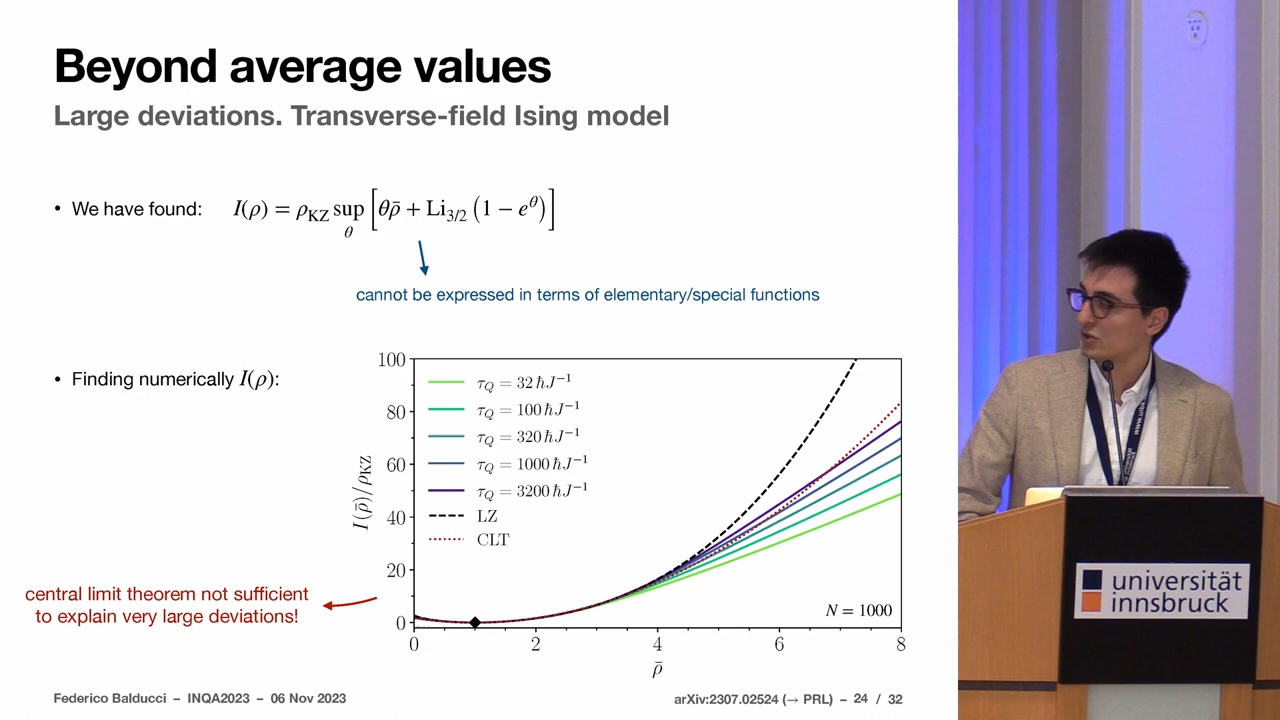 Beyond average values
Large deviations. Transverse-field Ising model
• We have found: I(ρ) = ρ_KZ sup_θ [θρ̄ + Li_{3/2} (1 − e^θ)]
cannot be expressed in terms of elementary/special functions
• Finding numerically I(ρ):
100
80
60
40
20
0
I(ρ̄)/ρ_KZ
τ_Q = 32 ℏJ⁻¹
τ_Q = 100 ℏJ⁻¹
τ_Q = 320 ℏJ⁻¹
τ_Q = 1000 ℏJ⁻¹
τ_Q = 3200 ℏJ⁻¹
LZ
CLT
N = 1000
0 2 4 6 8
ρ̄
central limit theorem not sufficient
to explain very large deviations!
Federico Balducci – INQA2023 – 06 Nov 2023
arXiv:2307.02524 (→ PRL) – 24 / 32
universität
innsbruck